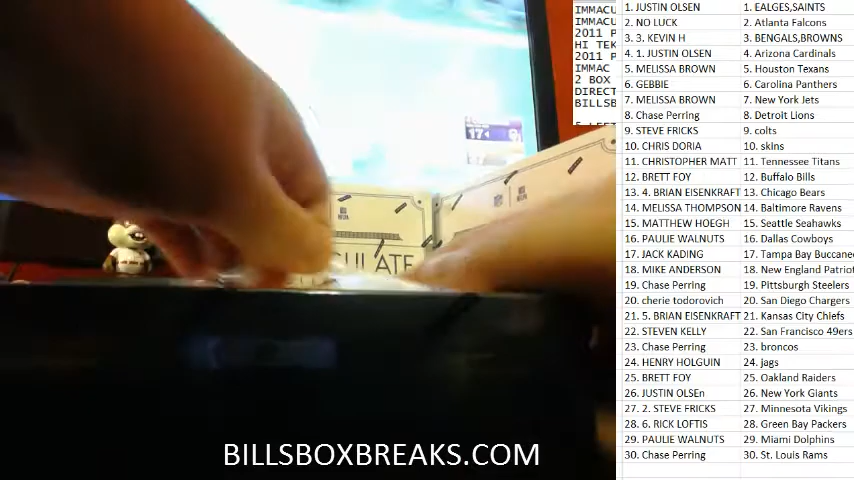 IMMACU
IMMACU
2011 P
HI TEK
2011 P
IMMAC
2 BOX
DIRECT
BILLSB
17
CULATE
BILLSBOXBREAKS.COM
1. JUSTIN OLSEN 1. EALGES,SAINTS
2. NO LUCK 2. Atlanta Falcons
3. 3. KEVIN H 3. BENGALS,BROWNS
4. 1. JUSTIN OLSEN 4. Arizona Cardinals
5. MELISSA BROWN 5. Houston Texans
6. GEBBIE 6. Carolina Panthers
7. MELISSA BROWN 7. New York Jets
8. Chase Perring 8. Detroit Lions
9. STEVE FRICKS 9. colts
10. CHRIS DORIA 10. skins
11. CHRISTOPHER MATT 11. Tennessee Titans
12. BRETT FOY 12. Buffalo Bills
13. 4. BRIAN EISENKRAFT 13. Chicago Bears
14. MELISSA THOMPSON 14. Baltimore Ravens
15. MATTHEW HOEGH 15. Seattle Seahawks
16. PAULIE WALNUTS 16. Dallas Cowboys
17. JACK KADING 17. Tampa Bay Buccanee
18. MIKE ANDERSON 18. New England Patriot
19. Chase Perring 19. Pittsburgh Steelers
20. cherie todorovich 20. San Diego Chargers
21. 5. BRIAN EISENKRAFT 21. Kansas City Chiefs
22. STEVEN KELLY 22. San Francisco 49ers
23. Chase Perring 23. broncos
24. HENRY HOLGUIN 24. jags
25. BRETT FOY 25. Oakland Raiders
26. JUSTIN OLSEn 26. New York Giants
27. 2. STEVE FRICKS 27. Minnesota Vikings
28. 6. RICK LOFTIS 28. Green Bay Packers
29. PAULIE WALNUTS 29. Miami Dolphins
30. Chase Perring 30. St. Louis Rams